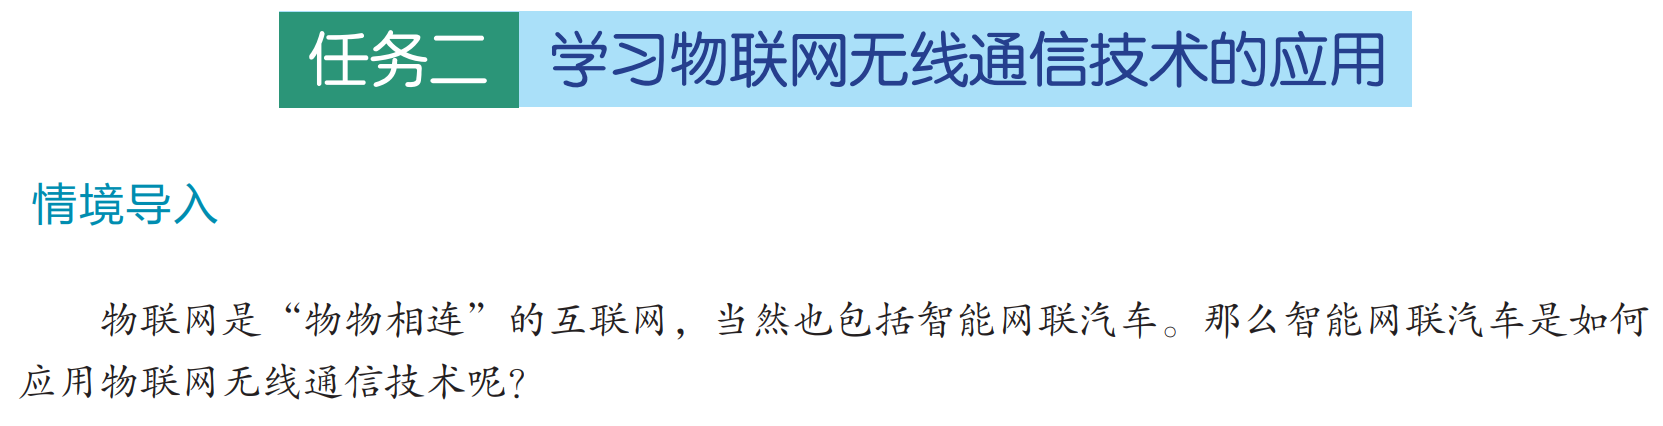 任务二 学习物联网无线通信技术的应用
情境导入
物联网是“物物相连”的互联网，当然也包括智能网联汽车。那么智能网联汽车是如何
应用物联网无线通信技术呢？